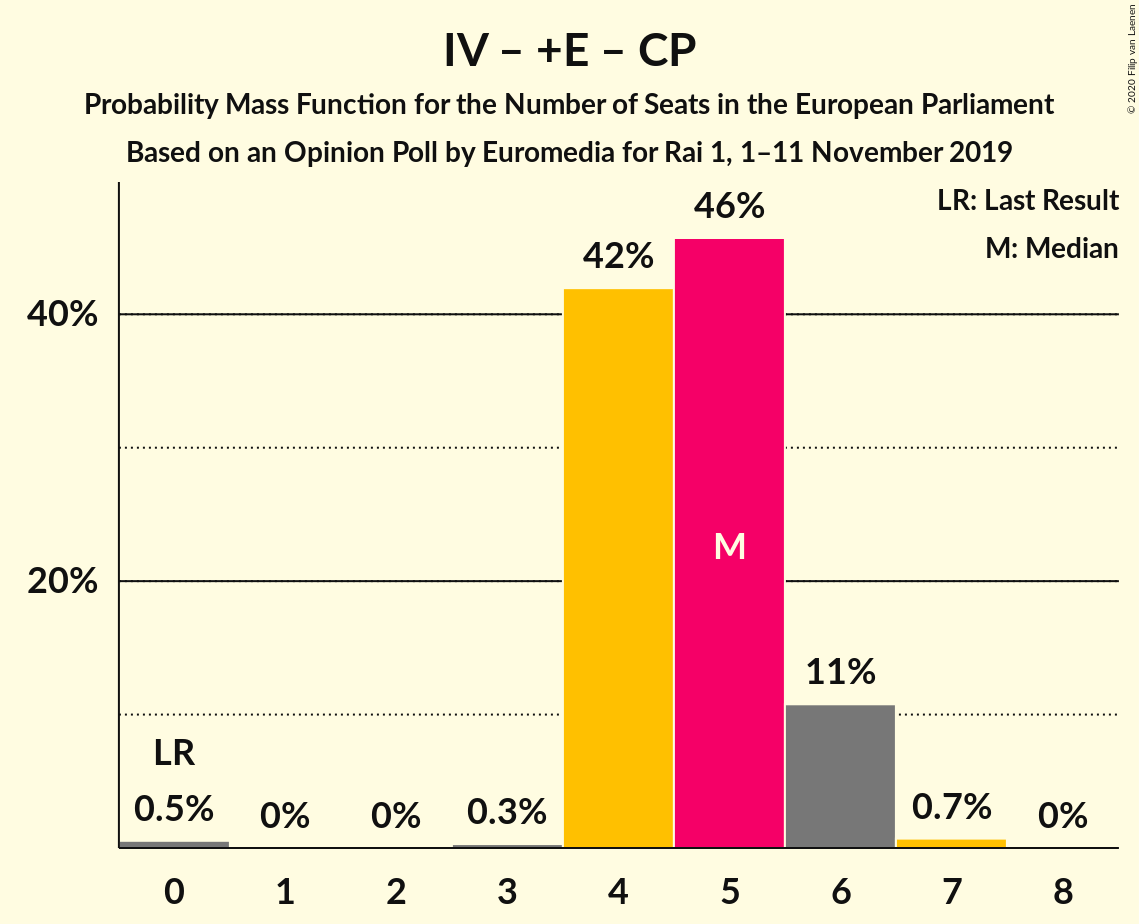 IV – +E – CP
Probability Mass Function for the Number of Seats in the European Parliament
Based on an Opinion Poll by Euromedia for Rai 1, 1–11 November 2019
© 2020 Filip van Laenen
LR: Last Result
M: Median
40%
20%
LR
0.5%
0%
0%
0.3%
42%
46%
M
11%
0.7%
0%
0 1 2 3 4 5 6 7 8